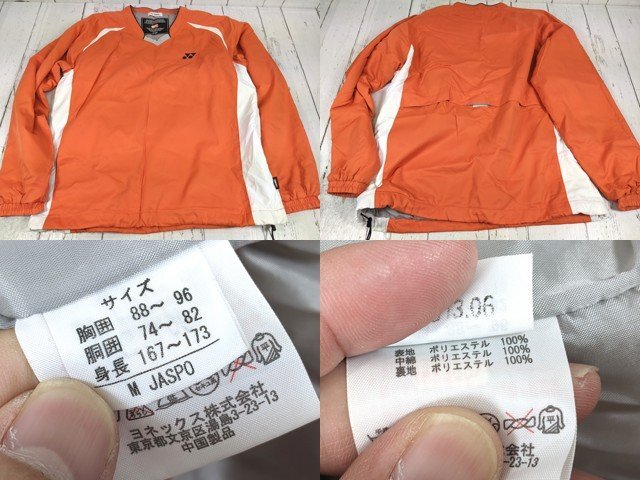 サイズ
胸囲 88～ 96
胴囲 74～ 82
身長 167～173
M JASPO
ヨネックス株式会社
東京都文京区湯島3-23-13
中国製品
13.06
表地 ポリエステル 100%
中綿 ポリエステル 100%
裏地 ポリエステル 100%
-23-13